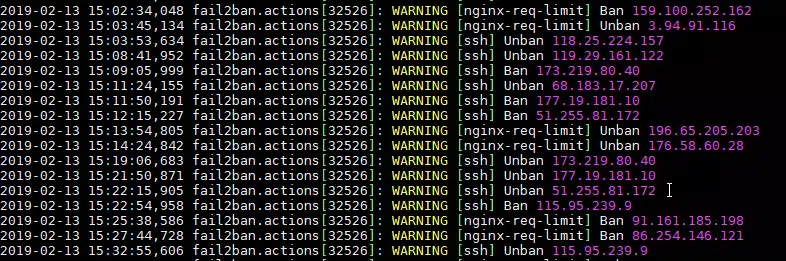 2019-02-13 15:02:34,048 fail2ban.actions[32526]: WARNING [nginx-req-limit] Ban 159.100.252.162
2019-02-13 15:03:45,134 fail2ban.actions[32526]: WARNING [nginx-req-limit] Unban 3.94.91.116
2019-02-13 15:03:53,634 fail2ban.actions[32526]: WARNING [ssh] Unban 118.25.224.157
2019-02-13 15:08:41,952 fail2ban.actions[32526]: WARNING [ssh] Unban 119.29.161.122
2019-02-13 15:09:05,999 fail2ban.actions[32526]: WARNING [ssh] Ban 173.219.80.40
2019-02-13 15:11:24,155 fail2ban.actions[32526]: WARNING [ssh] Unban 68.183.17.207
2019-02-13 15:11:50,191 fail2ban.actions[32526]: WARNING [ssh] Ban 177.19.181.10
2019-02-13 15:12:15,227 fail2ban.actions[32526]: WARNING [ssh] Ban 51.255.81.172
2019-02-13 15:13:54,805 fail2ban.actions[32526]: WARNING [nginx-req-limit] Unban 196.65.205.203
2019-02-13 15:14:24,842 fail2ban.actions[32526]: WARNING [nginx-req-limit] Unban 176.58.60.28
2019-02-13 15:19:06,683 fail2ban.actions[32526]: WARNING [ssh] Unban 173.219.80.40
2019-02-13 15:21:50,871 fail2ban.actions[32526]: WARNING [ssh] Unban 177.19.181.10
2019-02-13 15:22:15,905 fail2ban.actions[32526]: WARNING [ssh] Unban 51.255.81.172
2019-02-13 15:22:54,958 fail2ban.actions[32526]: WARNING [ssh] Ban 115.95.239.9
2019-02-13 15:25:38,586 fail2ban.actions[32526]: WARNING [nginx-req-limit] Ban 91.161.185.198
2019-02-13 15:27:44,728 fail2ban.actions[32526]: WARNING [nginx-req-limit] Ban 86.254.146.121
2019-02-13 15:32:55,606 fail2ban.actions[32526]: WARNING [ssh] Unban 115.95.239.9